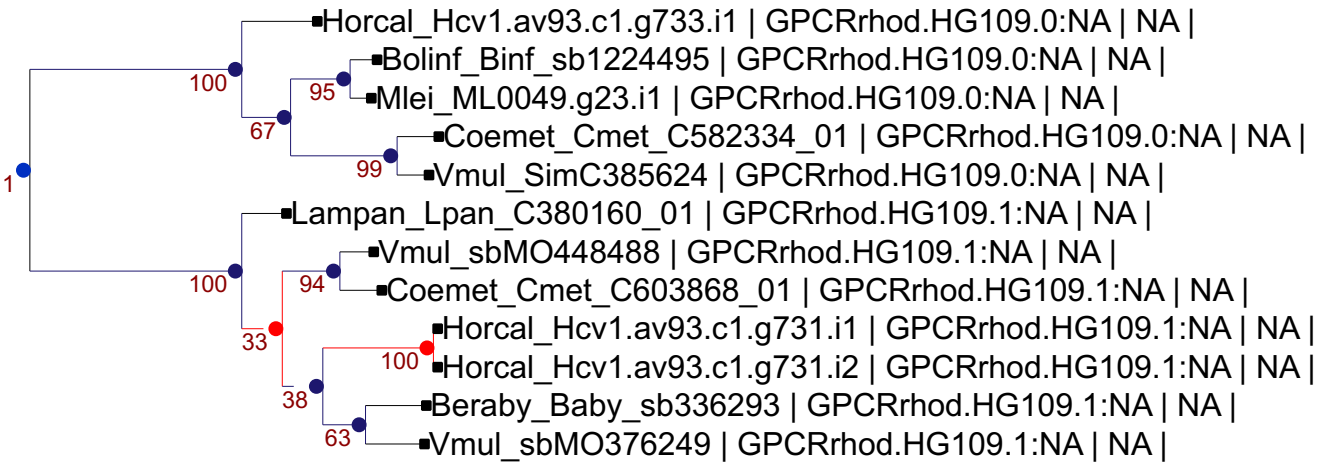 Horcal_Hcv1.av93.c1.g733.i1 | GPCRrhod.HG109.0:NA | NA |
Bolinf_Binf_sb1224495 | GPCRrhod.HG109.0:NA | NA |
100
95
Mlei_ML0049.g23.i1 | GPCRrhod.HG109.0:NA | NA |
67
Coemet_Cmet_C582334_01 | GPCRrhod.HG109.0:NA | NA |
99
Vmul_SimC385624 | GPCRrhod.HG109.0:NA | NA |
1
Lampan_Lpan_C380160_01 | GPCRrhod.HG109.1:NA | NA |
Vmul_sbMO448488 | GPCRrhod.HG109.1:NA | NA |
100
94
Coemet_Cmet_C603868_01 | GPCRrhod.HG109.1:NA | NA |
Horcal_Hcv1.av93.c1.g731.i1 | GPCRrhod.HG109.1:NA | NA |
33
100
Horcal_Hcv1.av93.c1.g731.i2 | GPCRrhod.HG109.1:NA | NA |
38
Beraby_Baby_sb336293 | GPCRrhod.HG109.1:NA | NA |
63
Vmul_sbMO376249 | GPCRrhod.HG109.1:NA | NA |